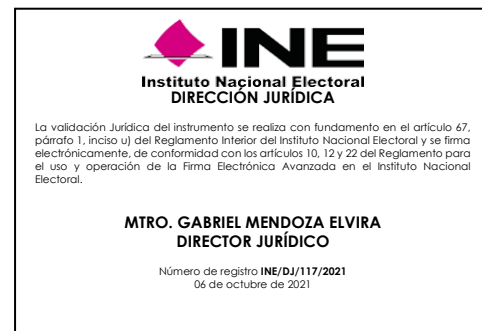 INE
Instituto Nacional Electoral
DIRECCIÓN JURÍDICA
La validación Jurídica del instrumento se realiza con fundamento en el artículo 67,
párrafo 1, inciso u) del Reglamento Interior del Instituto Nacional Electoral y se firma
electrónicamente, de conformidad con los artículos 10, 12 y 22 del Reglamento para
el uso y operación de la Firma Electrónica Avanzada en el Instituto Nacional
Electoral.
MTRO. GABRIEL MENDOZA ELVIRA
DIRECTOR JURÍDICO
Número de registro INE/DJ/117/2021
06 de octubre de 2021